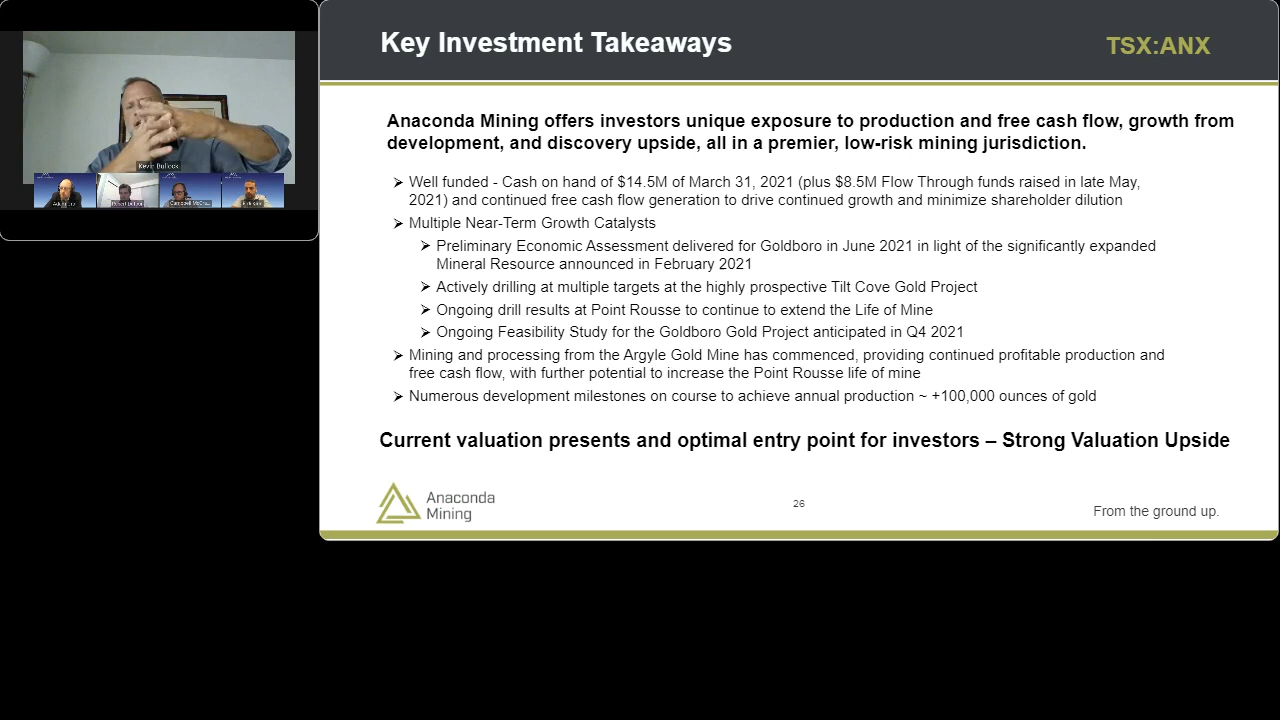 Key Investment Takeaways
TSX:ANX
Anaconda Mining offers investors unique exposure to production and free cash flow, growth from
development, and discovery upside, all in a premier, low-risk mining jurisdiction.
Well funded - Cash on hand of $14.5M of March 31, 2021 (plus $8.5M Flow Through funds raised in late May,
2021) and continued free cash flow generation to drive continued growth and minimize shareholder dilution
Multiple Near-Term Growth Catalysts
Preliminary Economic Assessment delivered for Goldboro in June 2021 in light of the significantly expanded
Mineral Resource announced in February 2021
Actively drilling at multiple targets at the highly prospective Tilt Cove Gold Project
Ongoing drill results at Point Rousse to continue to extend the Life of Mine
Ongoing Feasibility Study for the Goldboro Gold Project anticipated in Q4 2021
Mining and processing from the Argyle Gold Mine has commenced, providing continued profitable production and
free cash flow, with further potential to increase the Point Rousse life of mine
Numerous development milestones on course to achieve annual production ~ +100,000 ounces of gold
Current valuation presents and optimal entry point for investors – Strong Valuation Upside
Anaconda
Mining
26
From the ground up.
Kevin Bullock